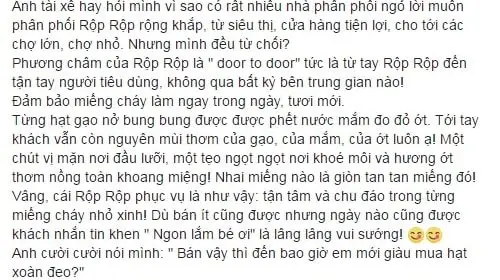 Anh tài xế hay hỏi mình vì sao có rất nhiều nhà phân phối ngỏ lời muốn
phân phối Rộp Rộp rộng khắp, từ siêu thị, cửa hàng tiện lợi, cho tới các
chợ lớn, chợ nhỏ. Nhưng mình đều từ chối?
Phương châm của Rộp Rộp là " door to door" tức là từ tay Rộp Rộp đến
tận tay người tiêu dùng, không qua bất kỳ bên trung gian nào!
Đảm bảo miếng cháy làm ngay trong ngày, tươi mới.
Từng hạt gạo nở bung bung được được phết nước mắm đo đỏ ớt. Tới tay
khách vẫn còn nguyên mùi thơm của gạo, của mắm, của ớt luôn ạ! Một
chút vị mặn nơi đầu lưỡi, một tẹo ngọt ngọt nơi khoé môi và hương ớt
thơm nồng toàn khoang miệng! Nhai miếng nào là giòn tan tan miếng đó!
Vâng, cái Rộp Rộp phục vụ là như vậy: tận tâm và chu đáo trong từng
miếng cháy nhỏ xinh! Dù bán ít cũng được nhưng ngày nào cũng được
khách nhắn tin khen " Ngon lắm bé ơi" là lâng lâng vui sướng! 😄😄
Anh cười cười nói mình: " Bán vậy thì đến bao giờ em mới giàu mua hạt
xoàn đeo?"